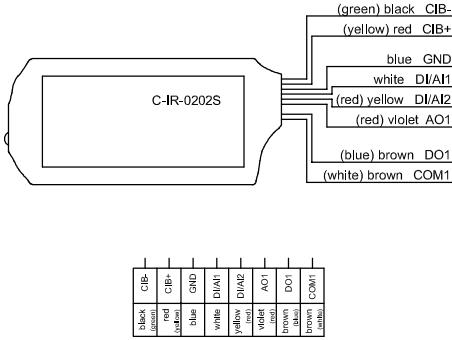 (green) black CIB-
(yellow) red CIB+
blue GND
white DI/AI1
C-IR-0202S
(red) yellow DI/AI2
(red) violet AO1
(blue) brown DO1
(white) brown COM1
CIB-
CIB+
GND
DI/AI1
DI/AI2
AO1
DO1
COM1
black
(green)
red
(yellow)
blue
white
yellow
(red)
violet
(red)
brown
(blue)
brown
(white)